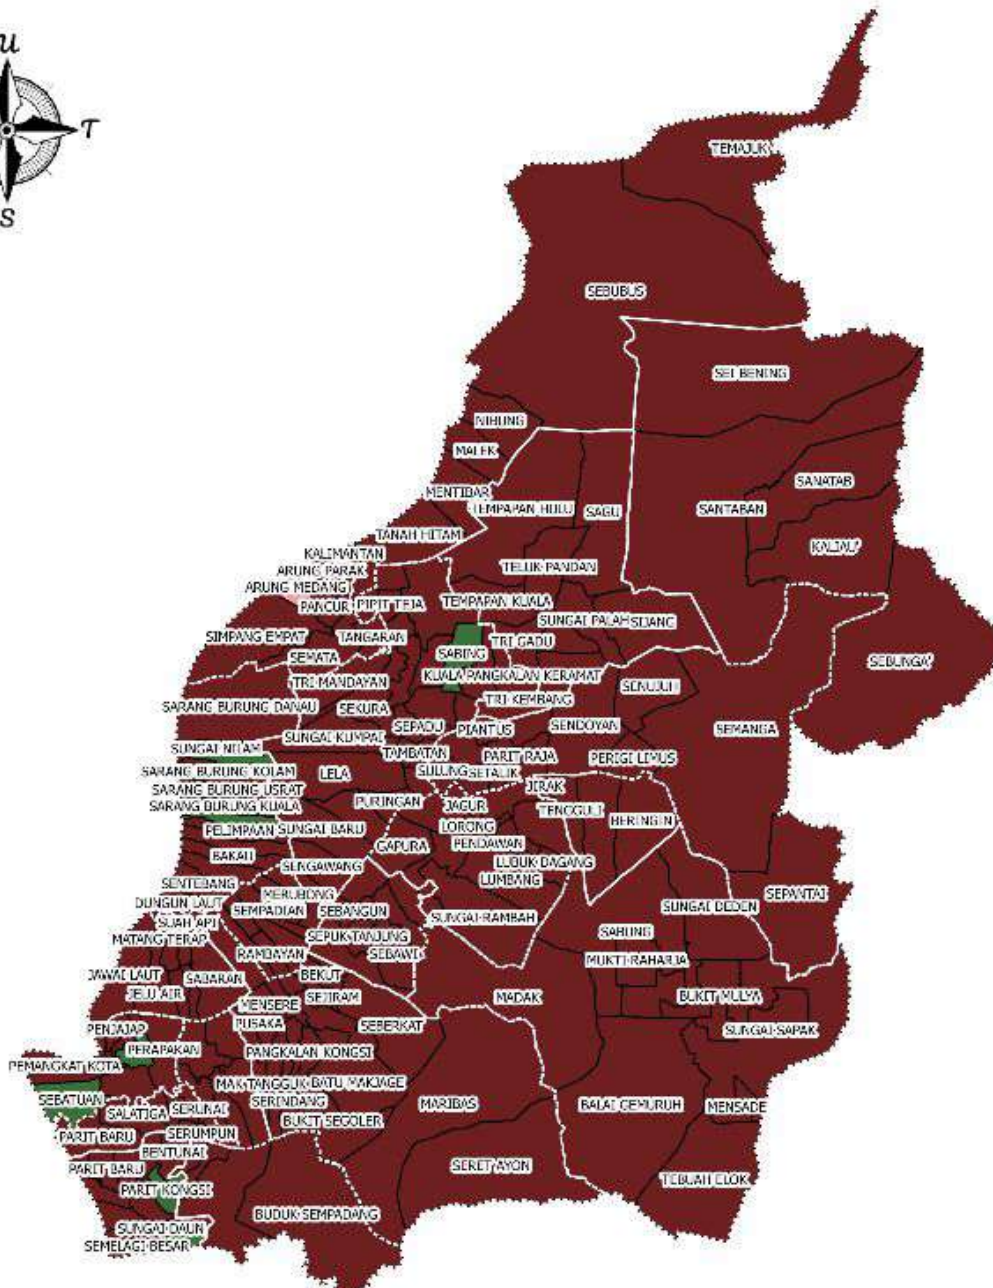 U
T
S
TEMAJUK
SEBUBUS
SEI BENING
NIBUNG
MALEK
SANATAB
MENTIBAR
TEMPAPAN HULU
SAGU
SANTABAN
TANAH HITAM
KALIAU'
KALIMANTAN
ARUNG PARAK
TELUK PANDAN
ARUNG MEDANG
PANCUR
PIPIT TEJA
TEMPAPAN KUALA
SUNGAI PALAH
SIJANG
SIMPANG EMPAT
TANGARAN
TRI GADU
SEMATA
SABING
SEBUNGA'
KUALA PANGKALAN KERAMAT
TRI MANDAYAN
SENUJUH
SARANG BURUNG DANAU
SEKURA
TRI KEMBANG
SEPADU
PIANTUS
SENDOYAN
SEMANGA
SUNGAI KUMPAI
SUNGAI NILAM
TAMBATAN
PARIT RAJA
PERIGI LIMUS
SARANG BURUNG KOLAM
LELA
SULUNG
SETALIK
SARANG BURUNG USRAT
JIRAK
SARANG BURUNG KUALA
PURINGAN
JAGUR
TENGGULI
PELIMPAAN
SUNGAI BARU
LORONG
BERINGIN
GAPURA
PENDAWAN
BAKAU
SENGAWANG
LUBUK DAGANG
SENTEBANG
LUMBANG
MERUBONG
SEPANTAI
DUNGUN LAUT
SEMPADIAN
SEBANGUN
SUNGAI DEDEN
SUAH API
SUNGAI RAMBAH
MATANG TERAP
SEPUK TANJUNG
SABUNG
RAMBAYAN
SEBAWI
MUKTI RAHARJA
JAWAI LAUT
SABARAN
BEKUT
JELU AIR
MENSERE
SEJIRAM
MADAK
BUKIT MULYA
PENJAJAP
PUSAKA
SEBERKAT
SUNGAI SAPAK
PERAPAKAN
PANGKALAN KONGSI
PEMANGKAT KOTA
MAK TANGGUK
BATU MAKJAGE
SEBATUAN
SERINDANG
SALATIGA
SERUNAI
MARIBAS
BALAI GEMURUH
MENSADE
BUKIT SEGOLER
PARIT BARU
SERUMPUN
BENTUNAI
PARIT BARU
SERET AYON
TEBUAH ELOK
PARIT KONGSI
BUDUK SEMPADANG
SUNGAI DAUN
SEMELAGI BESAR